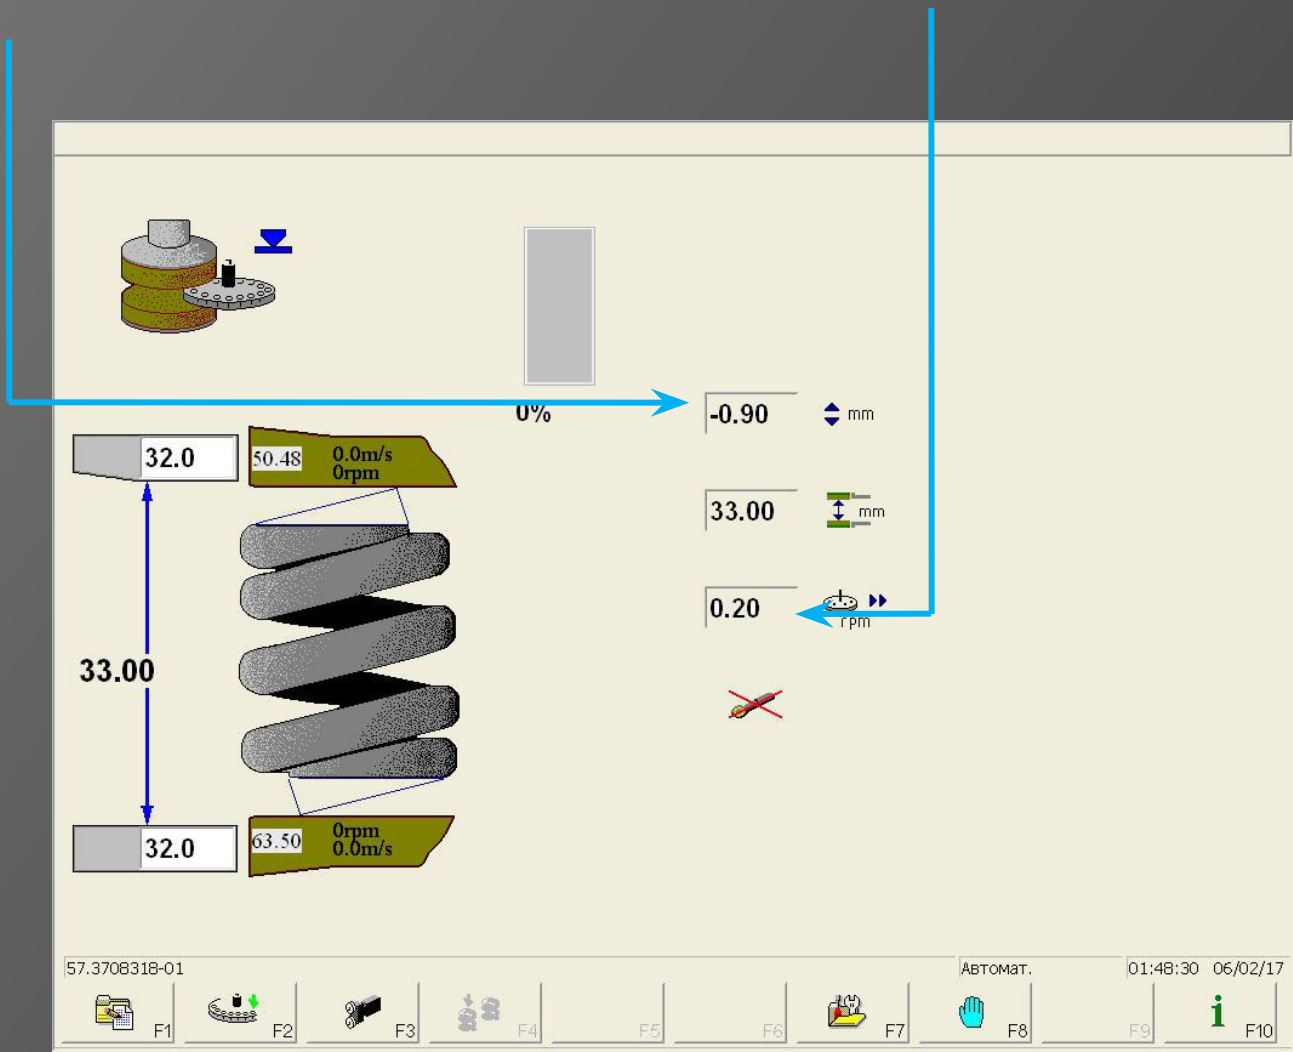 0%
-0.90 mm
32.0 50.48 0.0m/s
0rpm
33.00 mm
0.20 rpm
33.00
32.0 63.50 0rpm
0.0m/s
57.3708318-01 Автомат. 01:48:30 06/02/17
F1 F2 F3 F4 F5 F6 F7 F8 F9 i F10